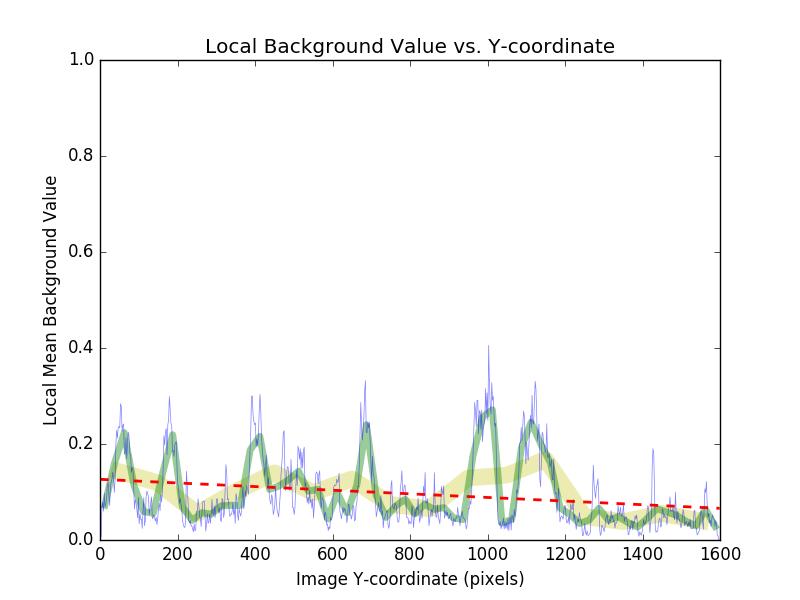 Local Background Value vs. Y-coordinate
1.0
0.8
0.6
0.4
0.2
0.0
Local Mean Background Value
0 200 400 600 800 1000 1200 1400 1600
Image Y-coordinate (pixels)